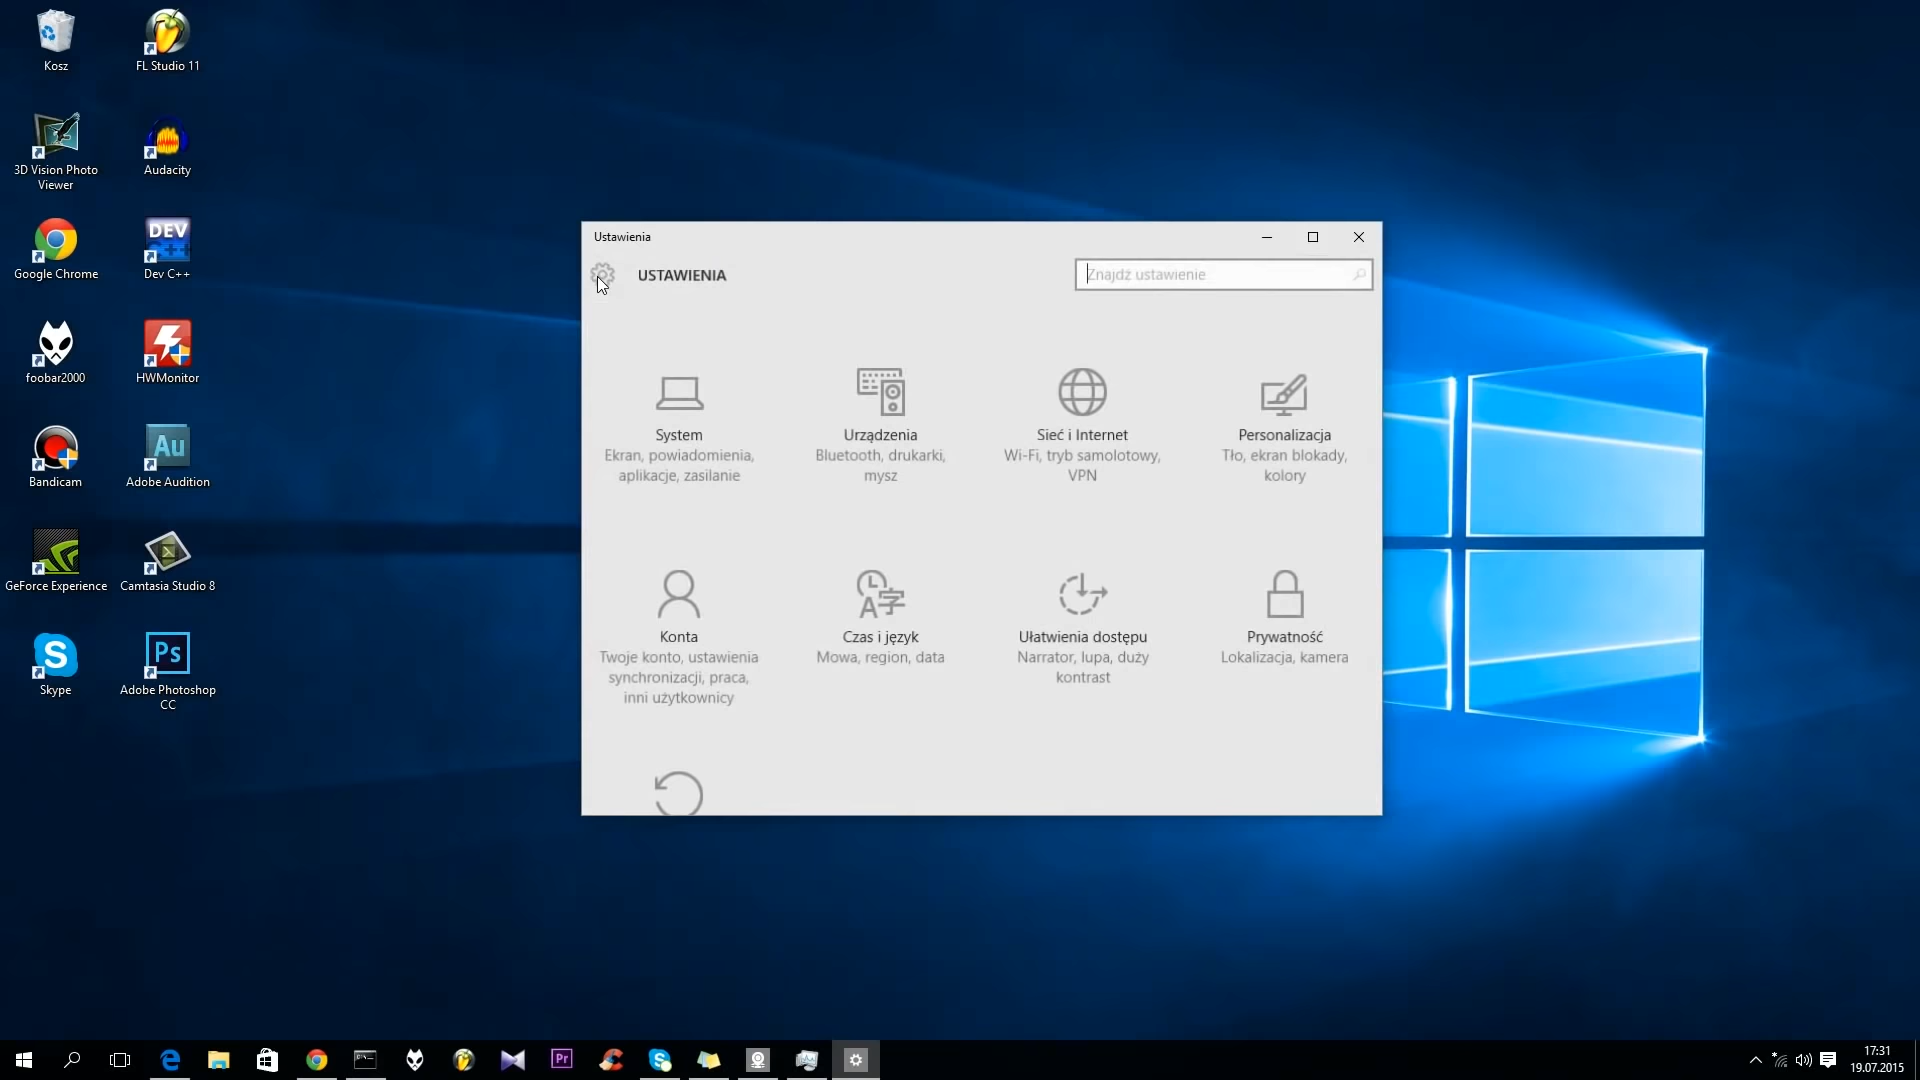 Kosz
FL Studio 11
3D Vision Photo
Viewer
Audacity
Google Chrome
DEV
C++
Dev C++
foobar2000
HWMonitor
Bandicam
Au
Adobe Audition
GeForce Experience
Camtasia Studio 8
Skype
Ps
Adobe Photoshop
CC
Ustawienia
USTAWIENIA
Znajdź ustawienie
System
Ekran, powiadomienia,
aplikacje, zasilanie
Urządzenia
Bluetooth, drukarki,
mysz
Sieć i Internet
Wi-Fi, tryb samolotowy,
VPN
Personalizacja
Tło, ekran blokady,
kolory
Konta
Twoje konto, ustawienia
synchronizacji, praca,
inni użytkownicy
Czas i język
Mowa, region, data
Ułatwienia dostępu
Narrator, lupa, duży
kontrast
Prywatność
Lokalizacja, kamera
Pr
17:31
19.07.2015